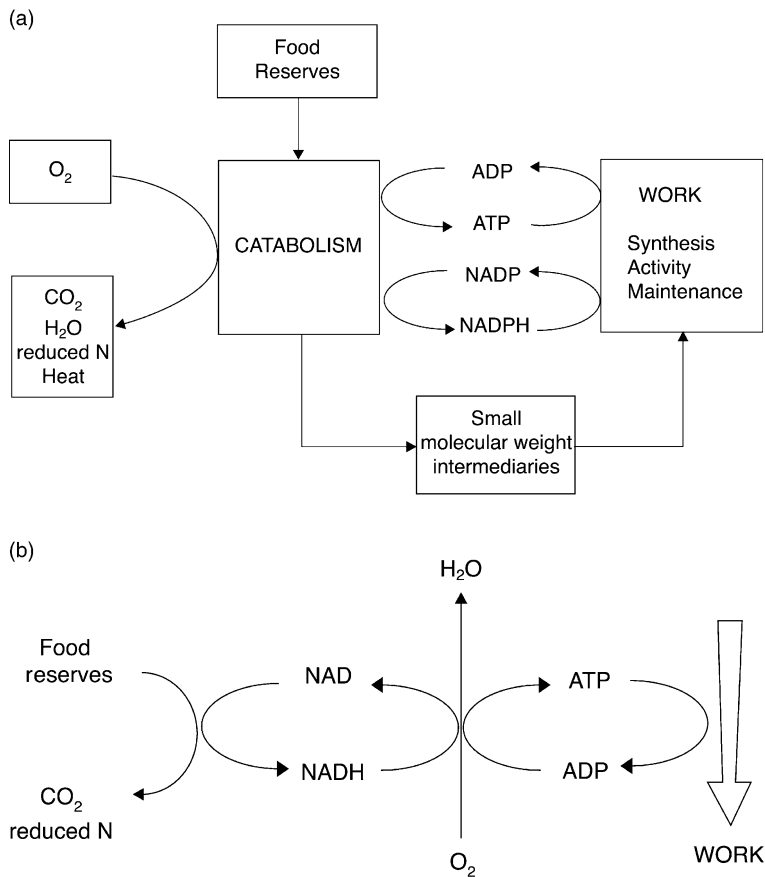 (a)
Food
Reserves
O₂
CATABOLISM
ADP
ATP
NADP
NADPH
WORK
Synthesis
Activity
Maintenance
CO₂
H₂O
reduced N
Heat
Small
molecular weight
intermediaries
(b)
H₂O
Food
reserves
NAD
ATP
NADH
ADP
CO₂
reduced N
O₂
WORK